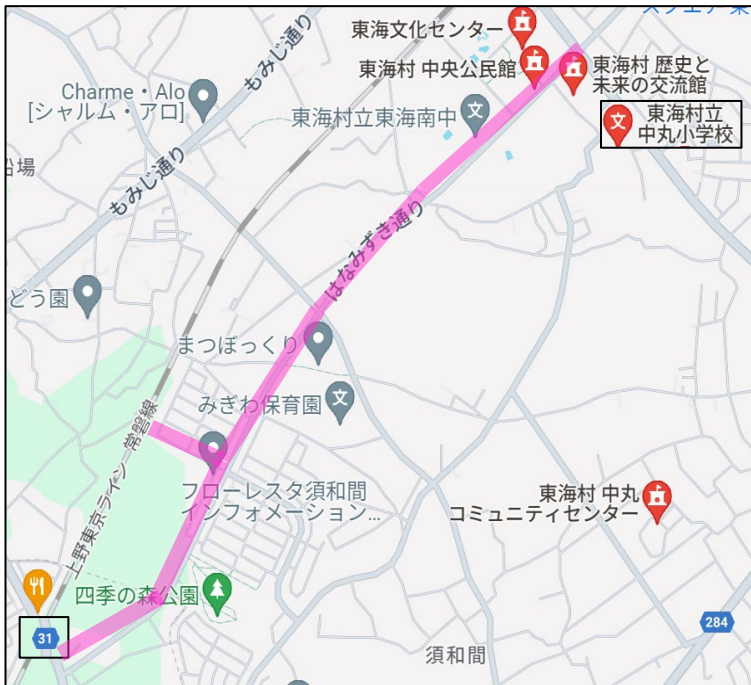 もみじ通り
東海文化センター
東海村 中央公民館
東海村 歴史と
未来の交流館
Charme・Alo
[シャルム・アロ]
東海村立東海南中
東海村立
中丸小学校
船場
もみじ通り
はなみずき通り
どう園
まつぼっくり
みぎわ保育園
上野東京ライン 常磐線
フローレスタ須和間
インフォメーション...
東海村 中丸
コミュニティセンター
四季の森公園
31
284
須和間